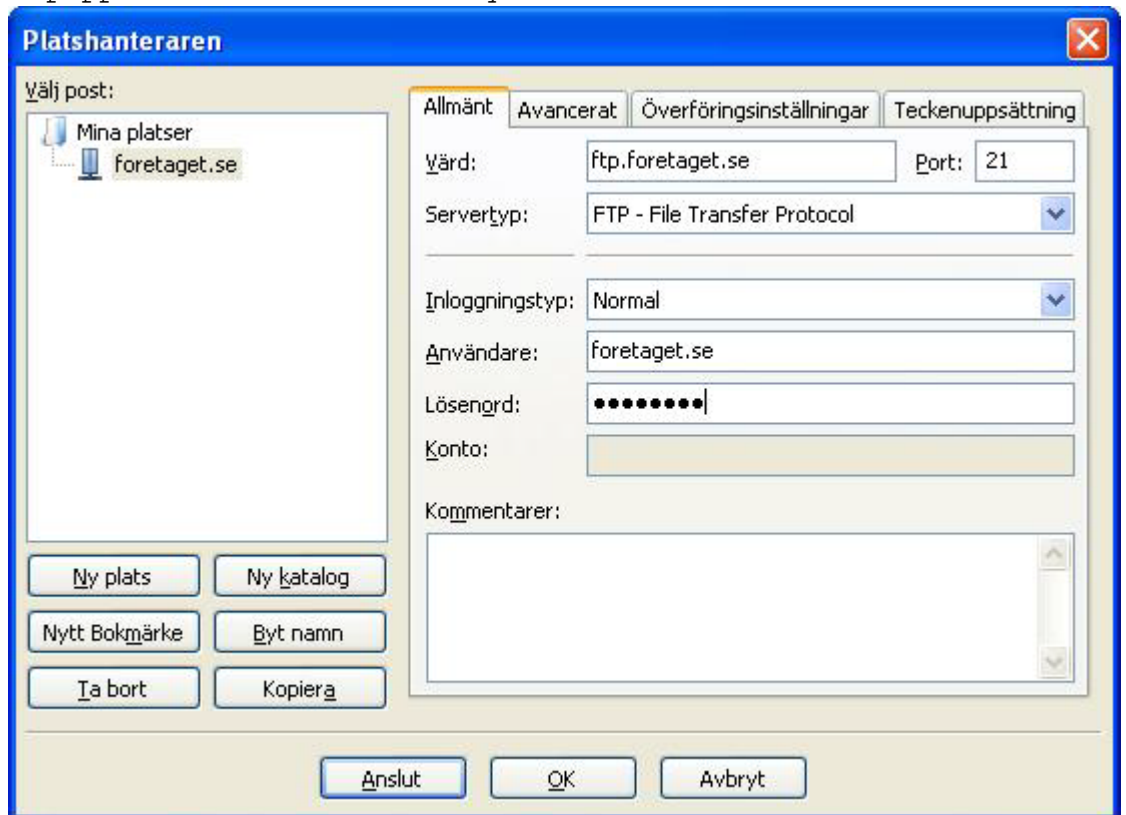 Platshanteraren
Välj post:
Mina platser
foretaget.se
Ny plats
Ny katalog
Nytt Bokmärke
Byt namn
Ta bort
Kopiera
Allmänt
Avancerat
Överföringsinställningar
Teckenuppsättning
Värd:
ftp.foretaget.se
Port:
21
Servertyp:
FTP - File Transfer Protocol
Inloggningstyp:
Normal
Användare:
foretaget.se
Lösenord:
●●●●●●●●
Konto:
Kommentarer:
Anslut
OK
Avbryt